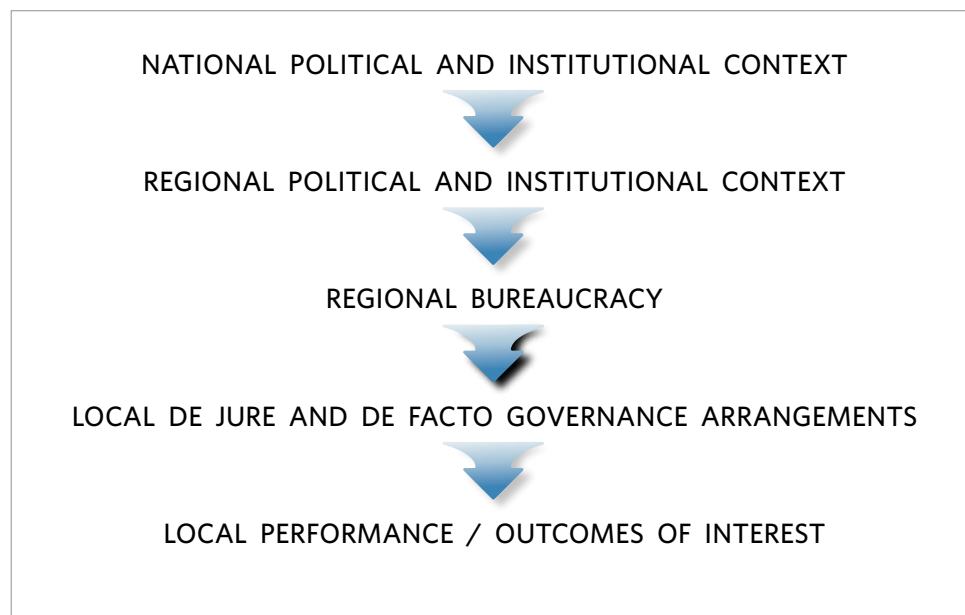 NATIONAL POLITICAL AND INSTITUTIONAL CONTEXT
REGIONAL POLITICAL AND INSTITUTIONAL CONTEXT
REGIONAL BUREAUCRACY
LOCAL DE JURE AND DE FACTO GOVERNANCE ARRANGEMENTS
LOCAL PERFORMANCE / OUTCOMES OF INTEREST